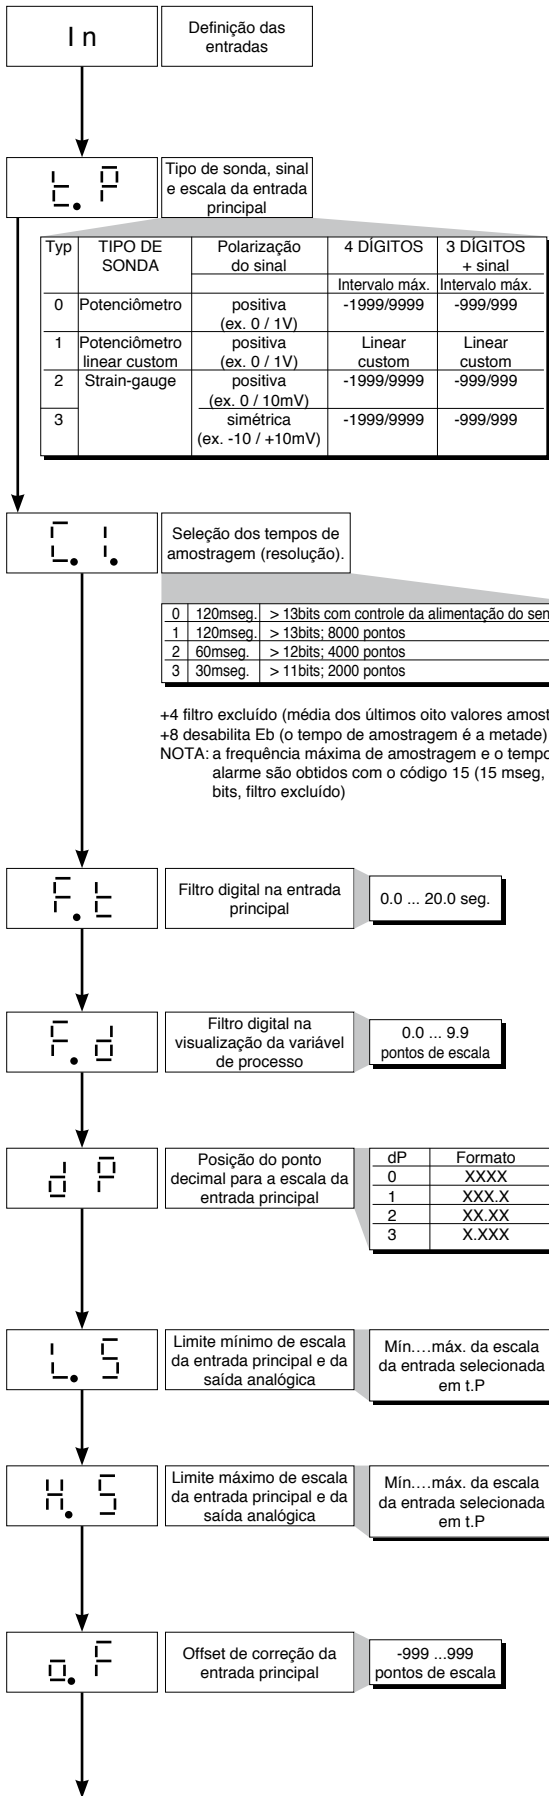 In
Definição das
entradas
t. P
Tipo de sonda, sinal
e escala da entrada
principal
Typ TIPO DE SONDA Polarização do sinal 4 DÍGITOS 3 DÍGITOS + sinal
Intervalo máx. Intervalo máx.
0 Potenciômetro positiva (ex. 0 / 1V) -1999/9999 -999/999
1 Potenciômetro linear custom positiva (ex. 0 / 1V) Linear custom Linear custom
2 Strain-gauge positiva (ex. 0 / 10mV) -1999/9999 -999/999
3 simétrica (ex. -10 / +10mV) -1999/9999 -999/999
C. I.
Seleção dos tempos de
amostragem (resolução).
0 120mseg. > 13bits com controle da alimentação do sen
1 120mseg. > 13bits; 8000 pontos
2 60mseg. > 12bits; 4000 pontos
3 30mseg. > 11bits; 2000 pontos
+4 filtro excluído (média dos últimos oito valores amost
+8 desabilita Eb (o tempo de amostragem é a metade)
NOTA: a frequência máxima de amostragem e o tempo
alarme são obtidos com o código 15 (15 mseg,
bits, filtro excluído)
F. t
Filtro digital na entrada
principal
0.0 ... 20.0 seg.
F. d
Filtro digital na
visualização da variável
de processo
0.0 ... 9.9
pontos de escala
d P
Posição do ponto
decimal para a escala da
entrada principal
dP Formato
0 XXXX
1 XXX.X
2 XX.XX
3 X.XXX
L. S
Limite mínimo de escala
da entrada principal e da
saída analógica
Mín....máx. da escala
da entrada selecionada
em t.P
H. S
Limite máximo de escala
da entrada principal e da
saída analógica
Mín....máx. da escala
da entrada selecionada
em t.P
o. F
Offset de correção da
entrada principal
-999 ...999
pontos de escala